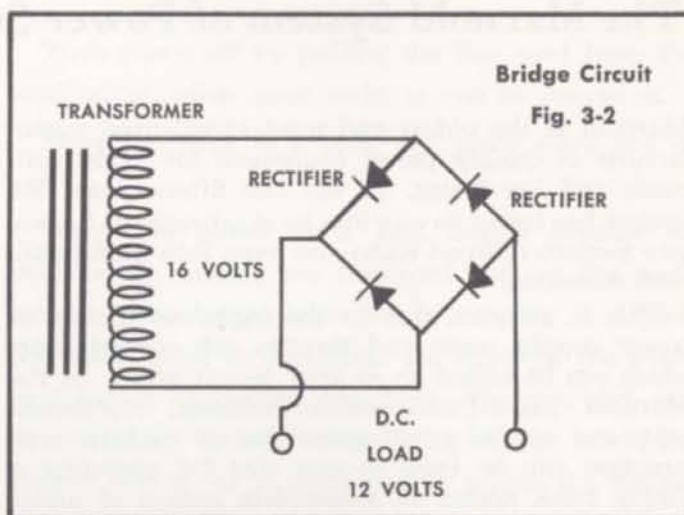 Bridge Circuit
Fig. 3-2
TRANSFORMER
RECTIFIER
RECTIFIER
16 VOLTS
D.C.
LOAD
12 VOLTS